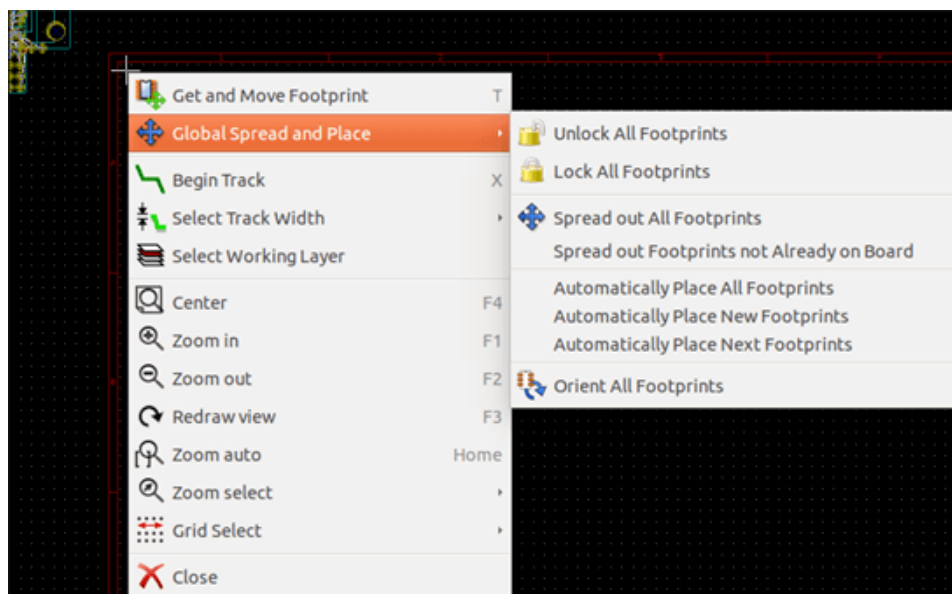 Get and Move Footprint T
Global Spread and Place
Begin Track X
Select Track Width
Select Working Layer
Center F4
Zoom in F1
Zoom out F2
Redraw view F3
Zoom auto Home
Zoom select
Grid Select
Close
Unlock All Footprints
Lock All Footprints
Spread out All Footprints
Spread out Footprints not Already on Board
Automatically Place All Footprints
Automatically Place New Footprints
Automatically Place Next Footprints
Orient All Footprints